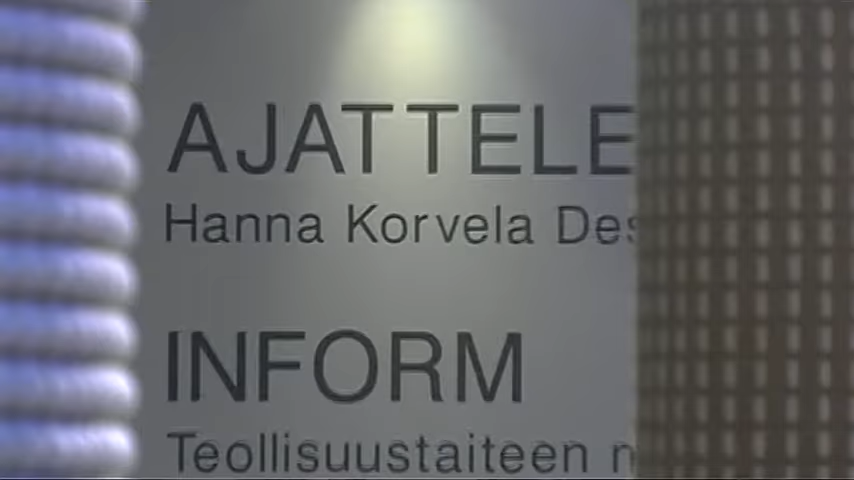 AJATTELE
Hanna Korvela Des
INFORM
Teollisuustaiteen